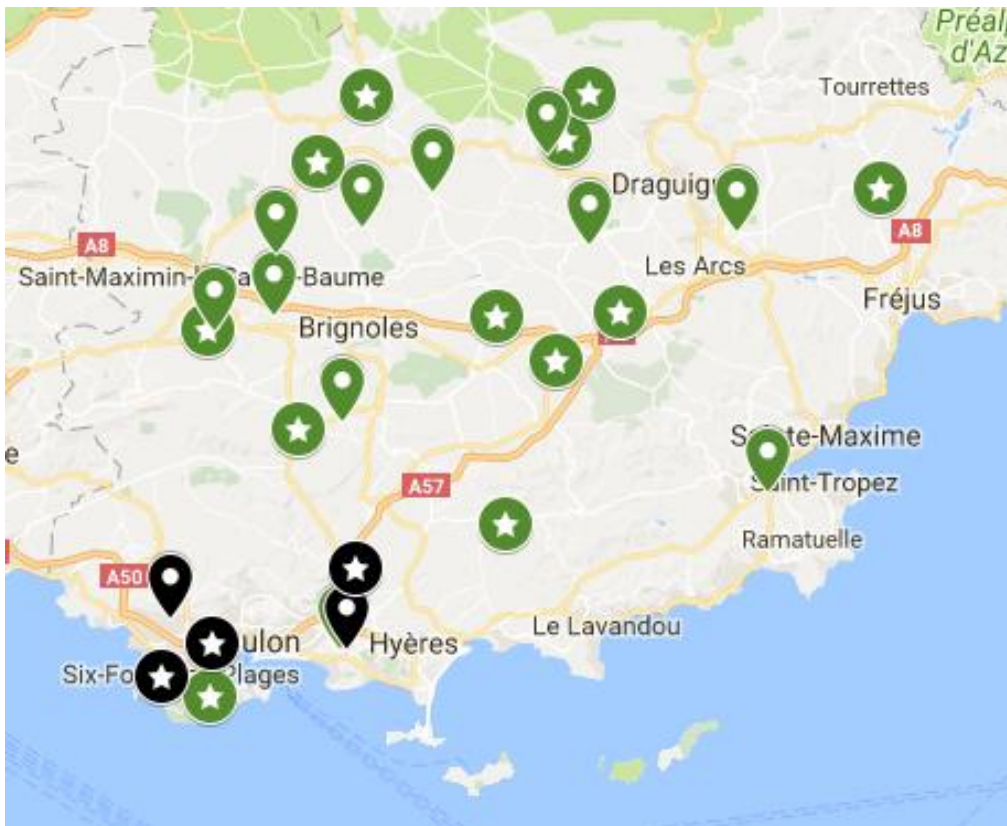 Préal
d'Az
Tourrettes
Draguig
A8
A8
Les Arcs
Saint-Maximin-l
Baume
Fréjus
Brignoles
e
te-Maxime
A57
Saint-Tropez
Ramatuelle
A50
Le Lavandou
ulon
Hyères
Six-Fo
Plages